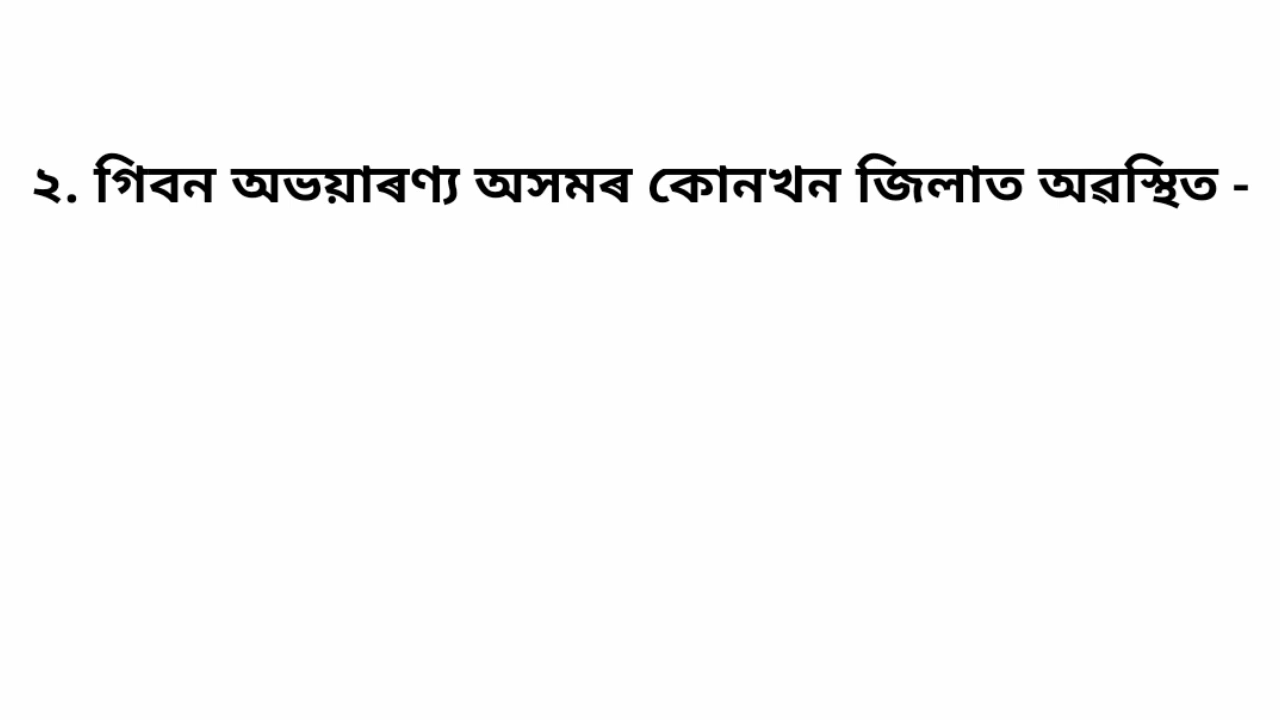 ২. গিবন অভয়াৰণ্য অসমৰ কোনখন জিলাত অৱস্থিত -